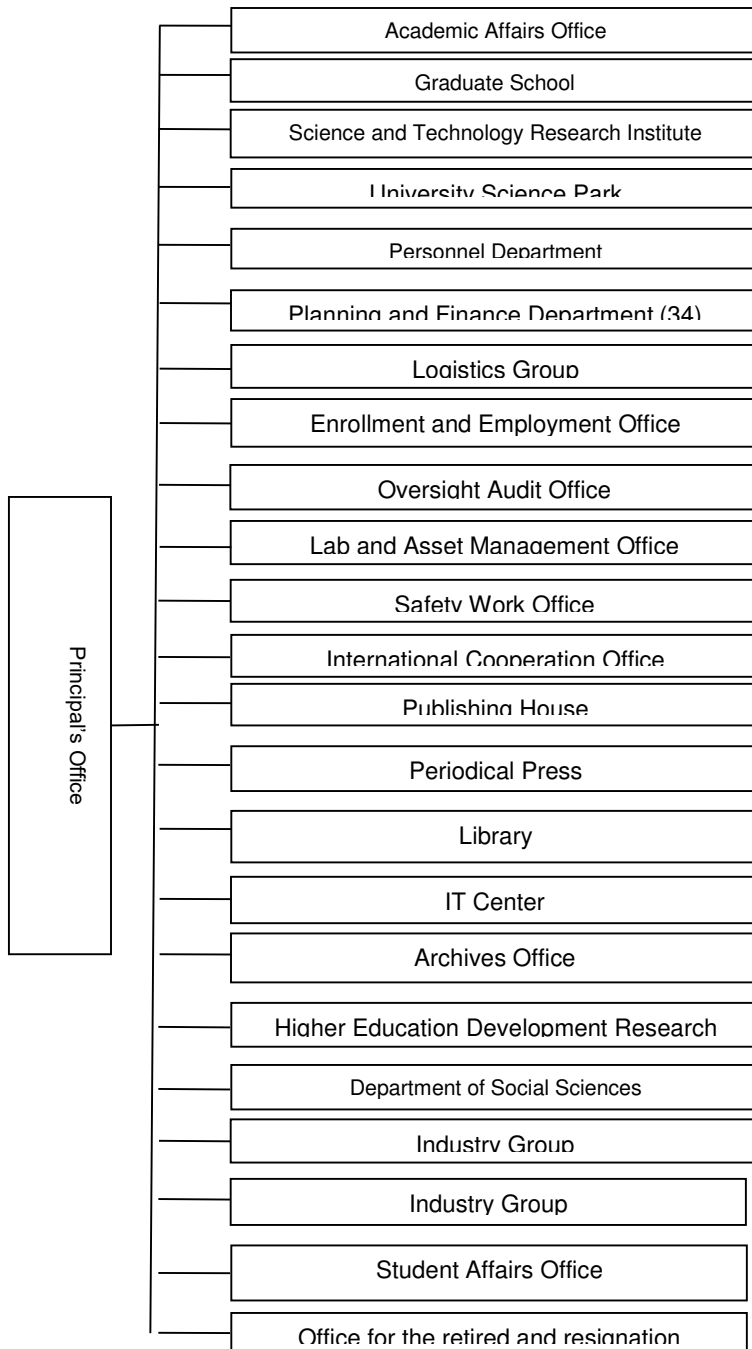 Academic Affairs Office
Graduate School
Science and Technology Research Institute
University Science Park
Personnel Department
Planning and Finance Department (34)
Logistics Group
Enrollment and Employment Office
Oversight Audit Office
Lab and Asset Management Office
Safety Work Office
International Cooperation Office
Principal's Office
Publishing House
Periodical Press
Library
IT Center
Archives Office
Higher Education Development Research
Department of Social Sciences
Industry Group
Industry Group
Student Affairs Office
Office for the retired and resignation